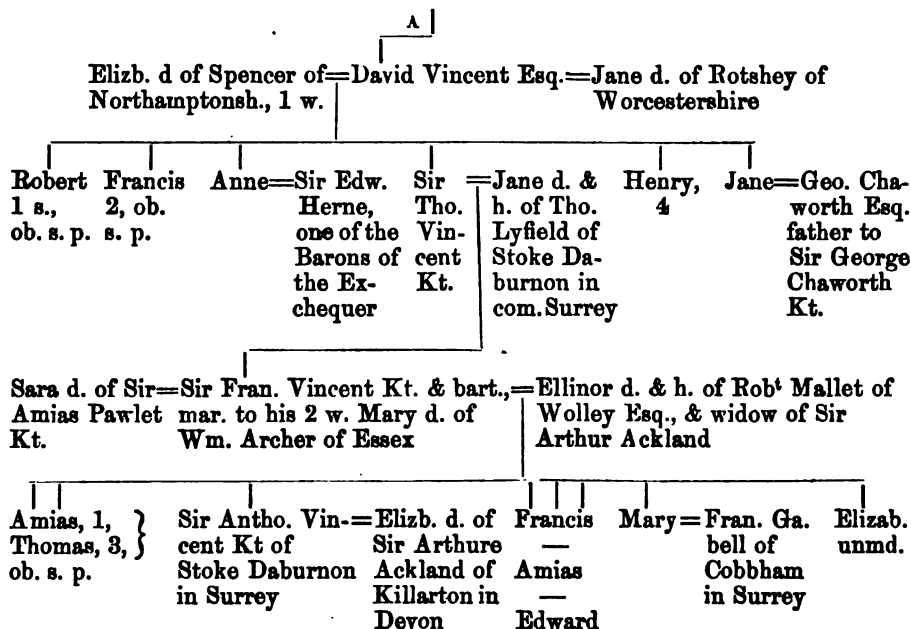 A
Elizb. d of Spencer of=David Vincent Esq.=Jane d. of Rotshey of
Northamptonsh., 1 w.
Worcestershire
Robert
1 s.,
ob. s. p.
Francis
2, ob.
s. p.
Anne=Sir Edw.
Herne,
one of the
Barons of
the Ex-
chequer
Sir
Tho.
Vin-
cent
Kt.
=Jane d. &
h. of Tho.
Lyfield of
Stoke Da-
burnon in
com. Surrey
Henry,
4
Jane=Geo. Cha-
worth Esq.
father to
Sir George
Chaworth
Kt.
Sara d. of Sir=
Amias Pawlet
Kt.
Sir Fran. Vincent Kt. & bart.,=
mar. to his 2 w. Mary d. of
Wm. Archer of Essex
Ellinor d. & h. of Robt Mallet of
Wolley Esq., & widow of Sir
Arthur Ackland
Amias, 1, }
Thomas, 3, }
ob. s. p.
Sir Antho. Vin-=
cent Kt of
Stoke Daburnon
in Surrey
Elizb. d. of
Sir Arthure
Ackland of
Killarton in
Devon
Francis
—
Amias
—
Edward
Mary=Fran. Ga.
bell of
Cobbham
in Surrey
Elizab.
unmd.